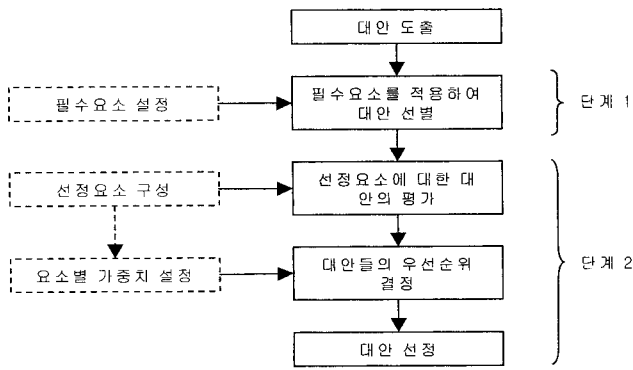 대안 도출
필수요소 설정
필수요소를 적용하여
대안 선별
단계 1
선정요소 구성
선정요소에 대한 대
안의 평가
요소별 가중치 설정
대안들의 우선순위
결정
단계 2
대안 선정